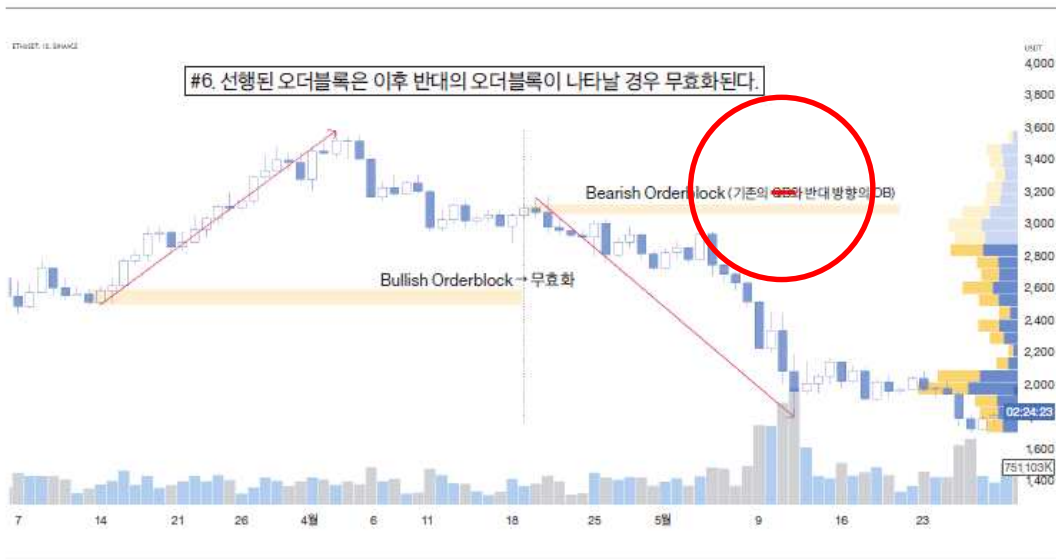 USDT
#6. 선행된 오더블록은 이후 반대의 오더블록이 나타날 경우 무효화된다.
4,000
3,800
3,600
3,400
Bearish Orderblock (기존의 OB와 반대 방향의 OB)
3,200
3,000
2,800
Bullish Orderblock → 무효화
2,600
2,400
2,200
2,000
02:24:23
1,600
751.103K
1,400
7 14 21 26 4월 6 11 18 25 5월 9 16 23